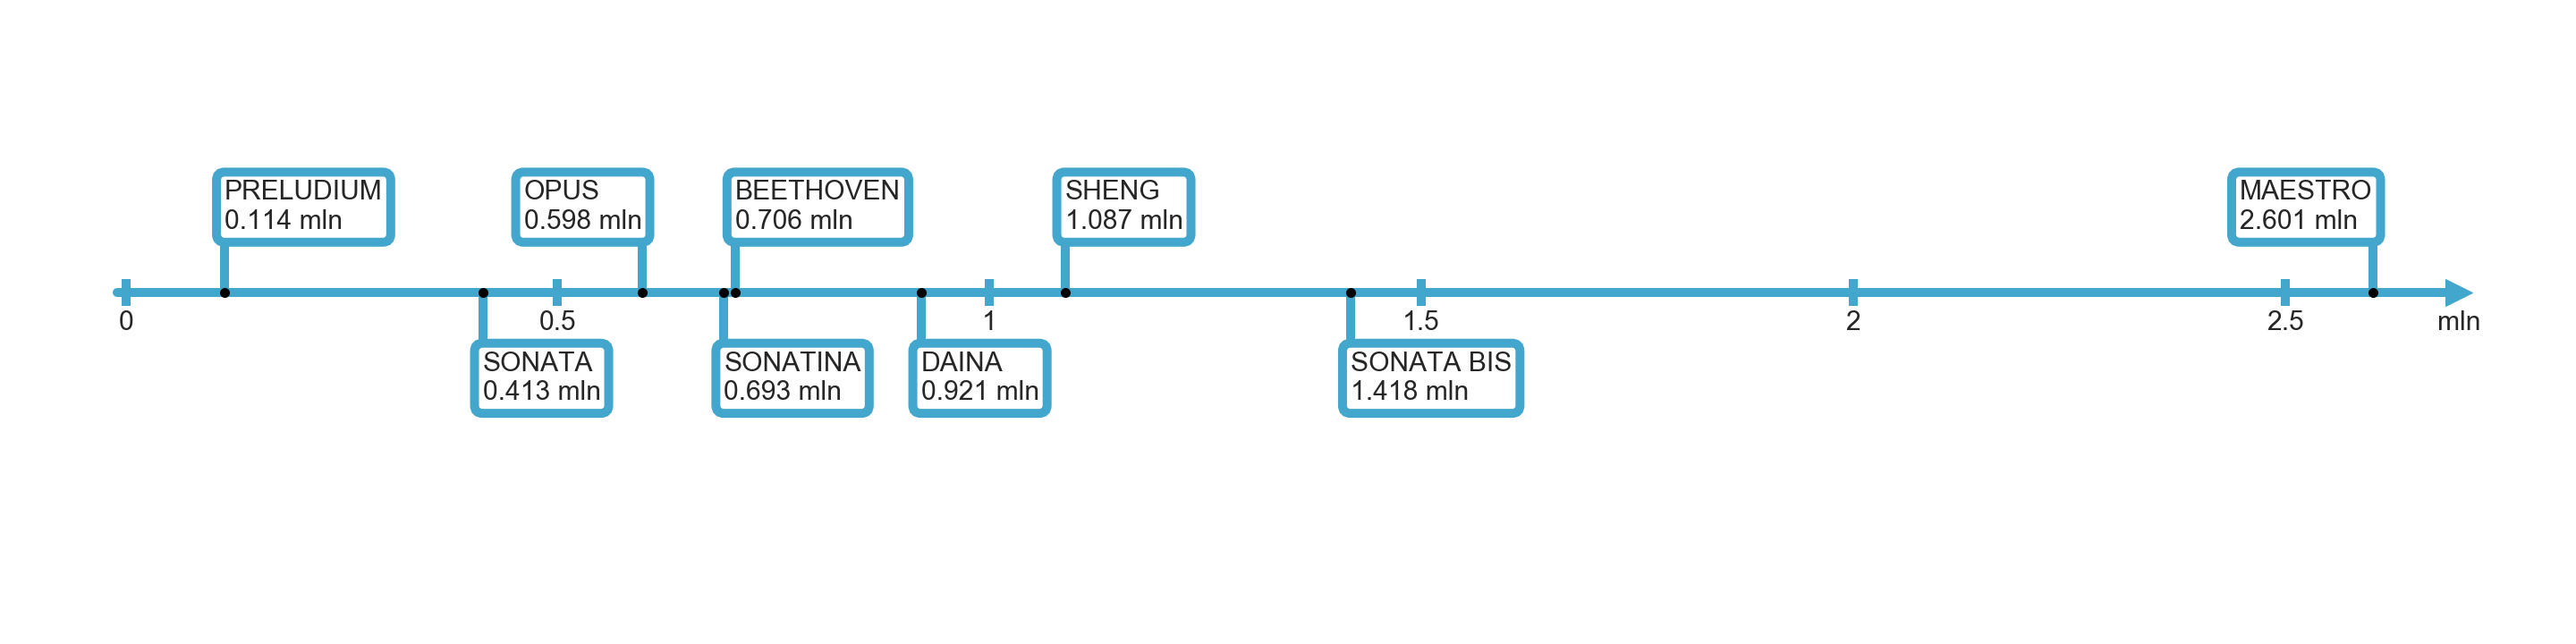 PRELUDIUM
0.114 mln
OPUS
0.598 mln
BEETHOVEN
0.706 mln
SHENG
1.087 mln
MAESTRO
2.601 mln
0
0.5
1
1.5
2
2.5
mln
SONATA
0.413 mln
SONATINA
0.693 mln
DAINA
0.921 mln
SONATA BIS
1.418 mln